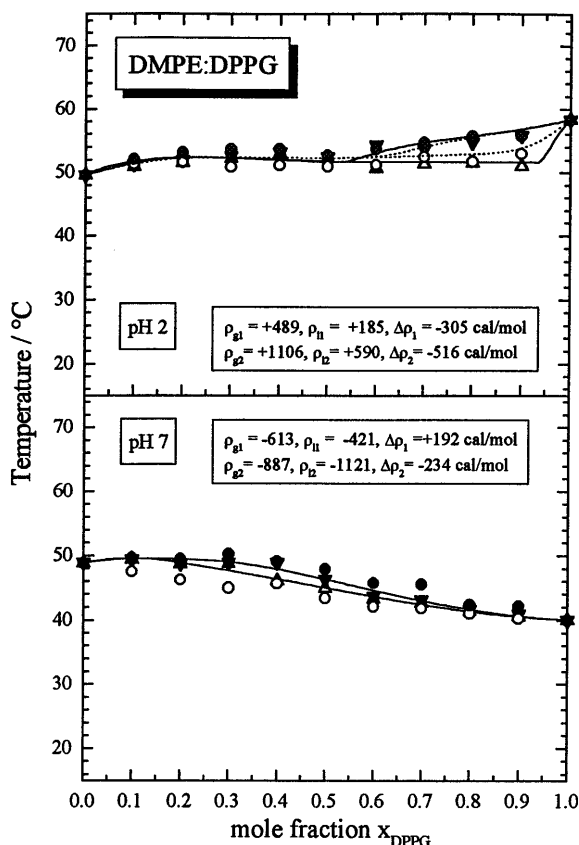 DMPE:DPPG
70
60
50
40
30
20
pH 2
ρg1 = +489, ρl1 = +185, Δρ1 = -305 cal/mol
ρg2 = +1106, ρl2 = +590, Δρ2 = -516 cal/mol
Temperature / °C
pH 7
ρg1 = -613, ρl1 = -421, Δρ1 = +192 cal/mol
ρg2 = -887, ρl2 = -1121, Δρ2 = -234 cal/mol
70
60
50
40
30
20
0.0 0.1 0.2 0.3 0.4 0.5 0.6 0.7 0.8 0.9 1.0
mole fraction xDPPG